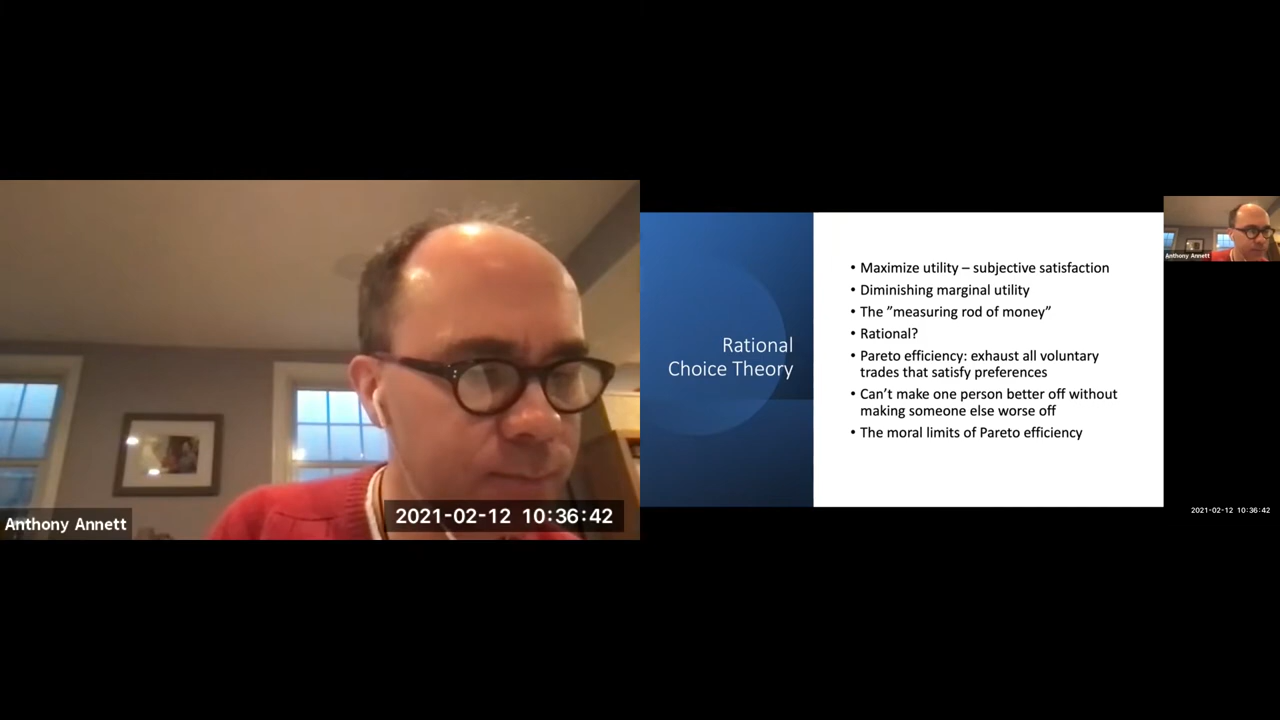 Anthony Annett
2021-02-12 10:36:42
Rational
Choice Theory
• Maximize utility – subjective satisfaction
• Diminishing marginal utility
• The ”measuring rod of money”
• Rational?
• Pareto efficiency: exhaust all voluntary
trades that satisfy preferences
• Can’t make one person better off without
making someone else worse off
• The moral limits of Pareto efficiency
Anthony Annett
2021-02-12 10:36:42